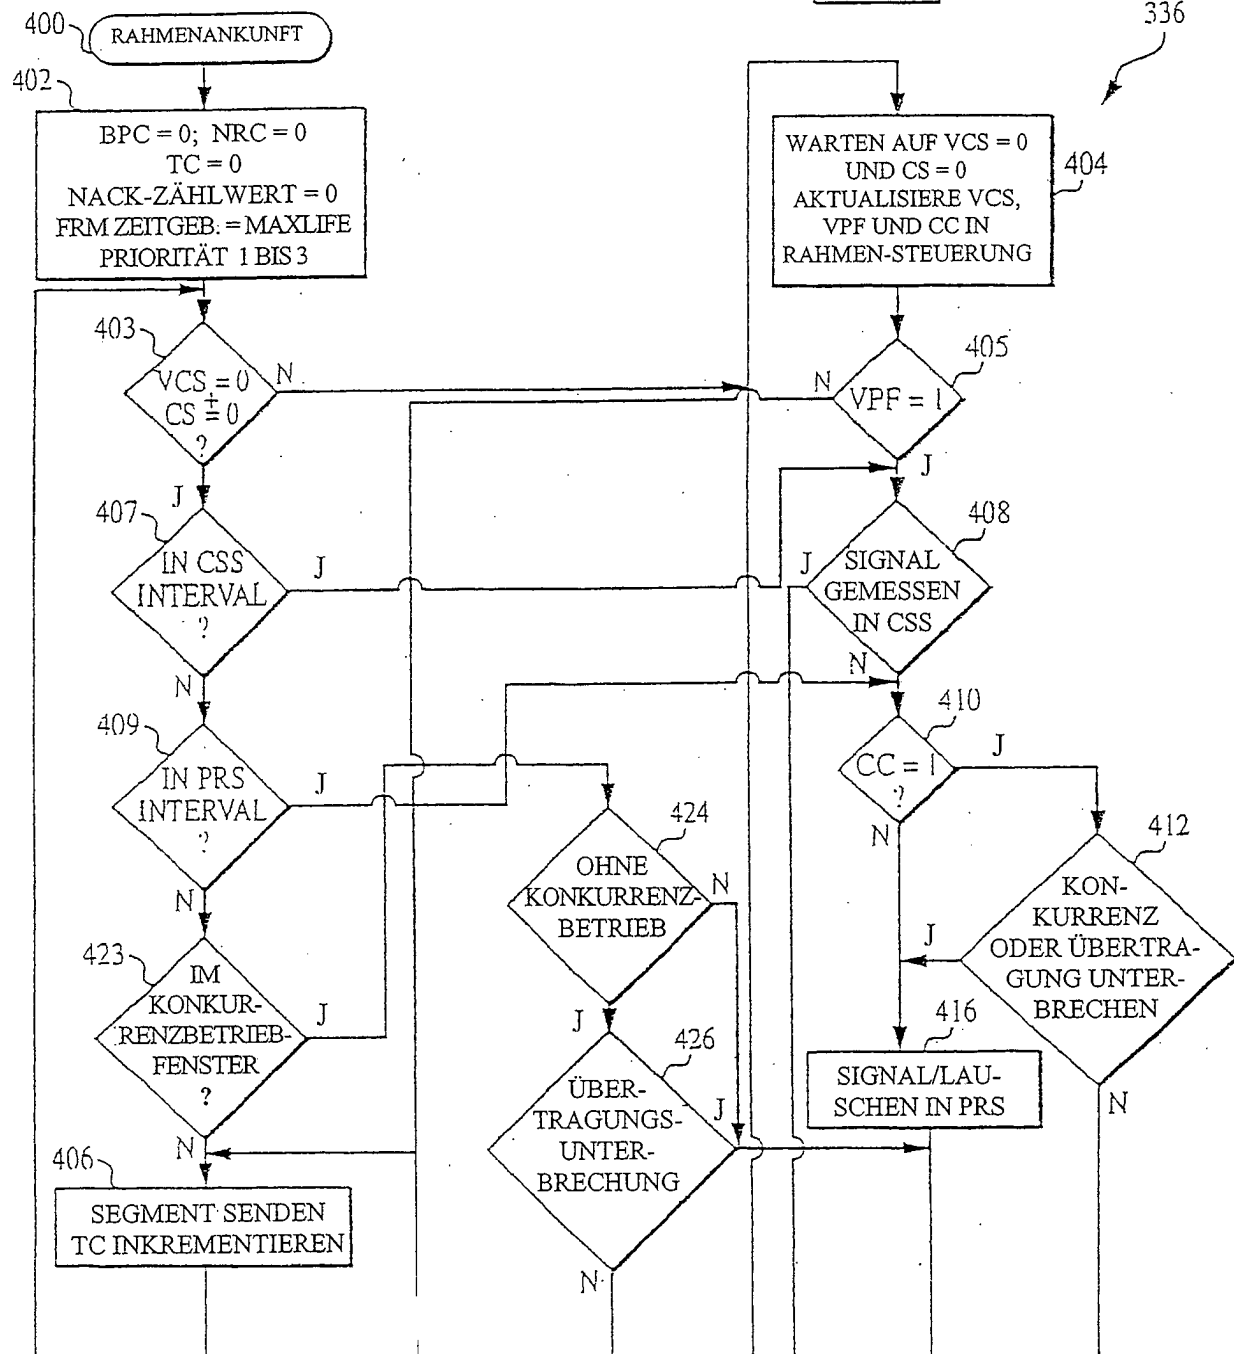 400
RAHMENANKUNFT
402
BPC = 0; NRC = 0
TC = 0
NACK-ZÄHLWERT = 0
FRM ZEITGEB. = MAXLIFE
PRIORITÄT 1 BIS 3
403
VCS = 0
+
CS = 0
?
N
J
407
IN CSS
INTERVAL
?
J
N
409
IN PRS
INTERVAL
?
J
N
423
IM
KONKUR-
RENZBETRIEB-
FENSTER
?
J
N
406
SEGMENT SENDEN
TC INKREMENTIEREN
424
OHNE
KONKURRENZ-
BETRIEB
N
J
426
ÜBER-
TRAGUNGS-
UNTER-
BRECHUNG
J
N
336
WARTEN AUF VCS = 0
UND CS = 0
AKTUALISIERE VCS,
VPF UND CC IN
RAHMEN-STEUERUNG
404
405
VPF = 1
N
J
408
SIGNAL
GEMESSEN
IN CSS
J
N
410
CC = 1
?
J
N
412
KON-
KURRENZ
ODER ÜBERTRA-
GUNG UNTER-
BRECHEN
J
N
416
SIGNAL/LAU-
SCHEN IN PRS